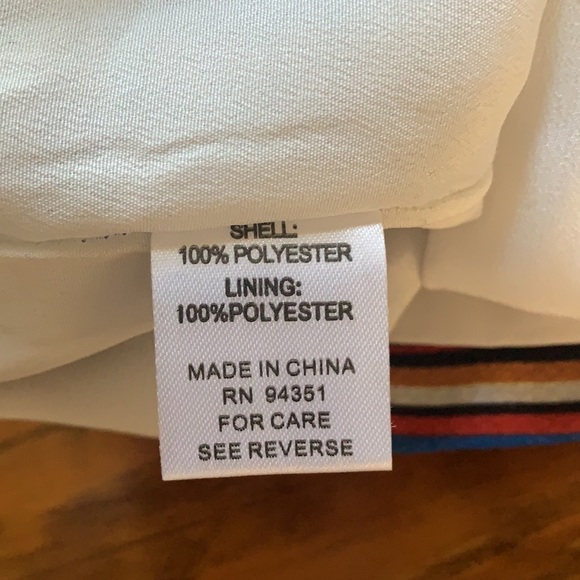 SHELL:
100% POLYESTER
LINING:
100%POLYESTER
MADE IN CHINA
RN 94351
FOR CARE
SEE REVERSE